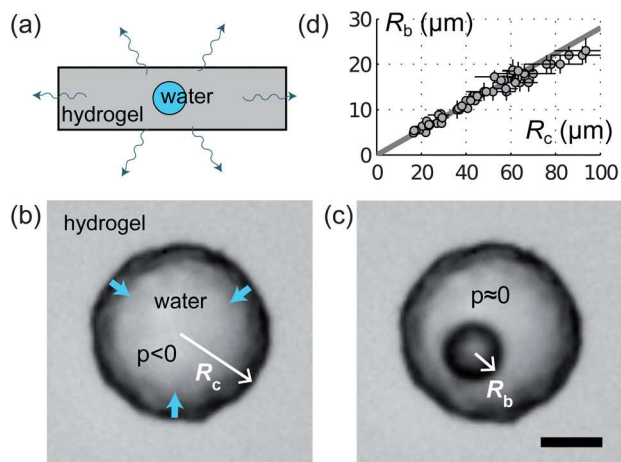 (a)
hydrogel
water
(d)
R_b (μm)
30
20
10
0
R_c (μm)
0 20 40 60 80 100
(b)
hydrogel
water
p<0
R_c
(c)
p≈0
R_b